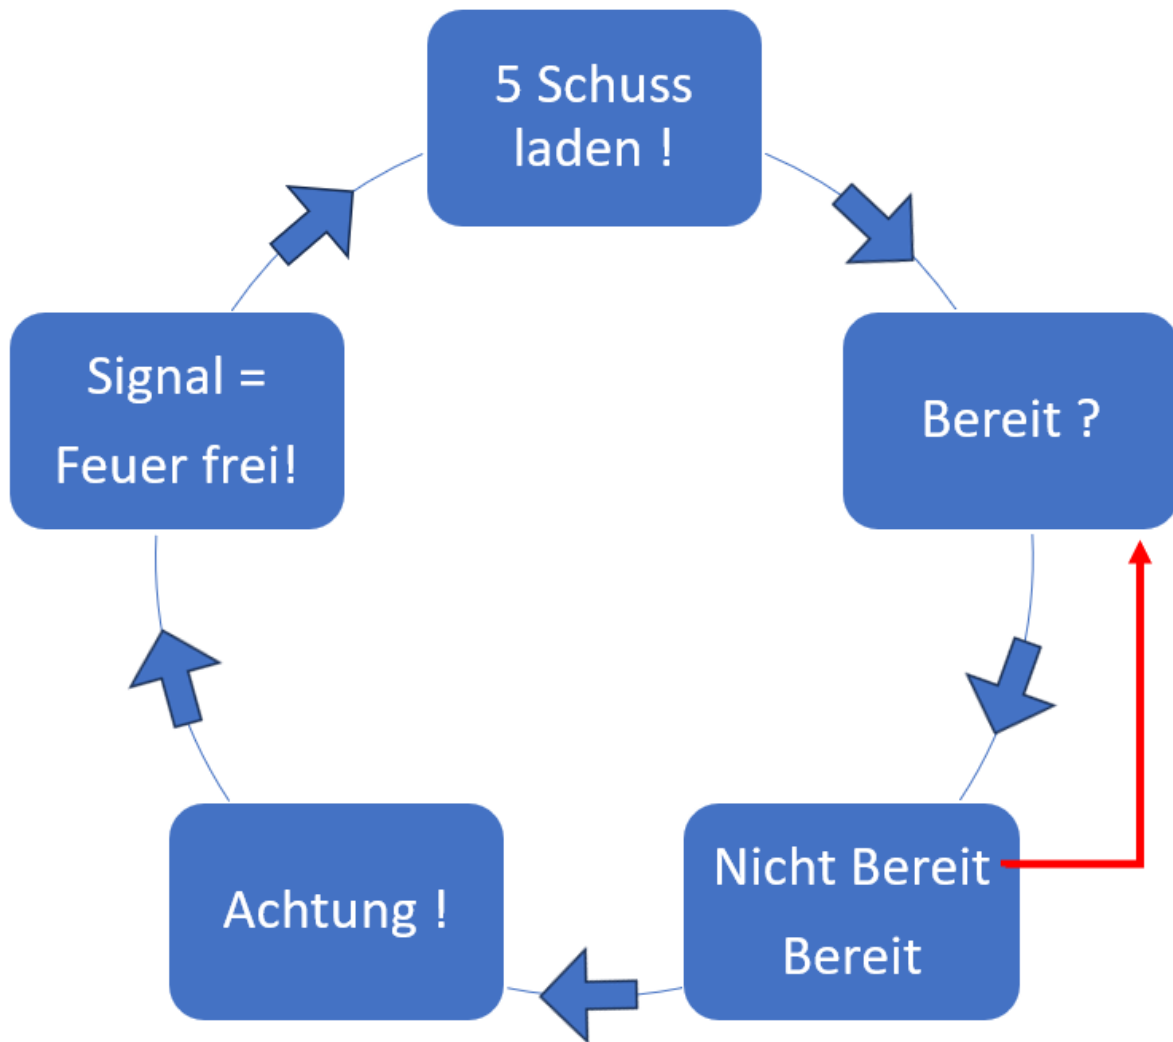 5 Schuss
laden !
Bereit ?
Nicht Bereit
Bereit
Achtung !
Signal =
Feuer frei!